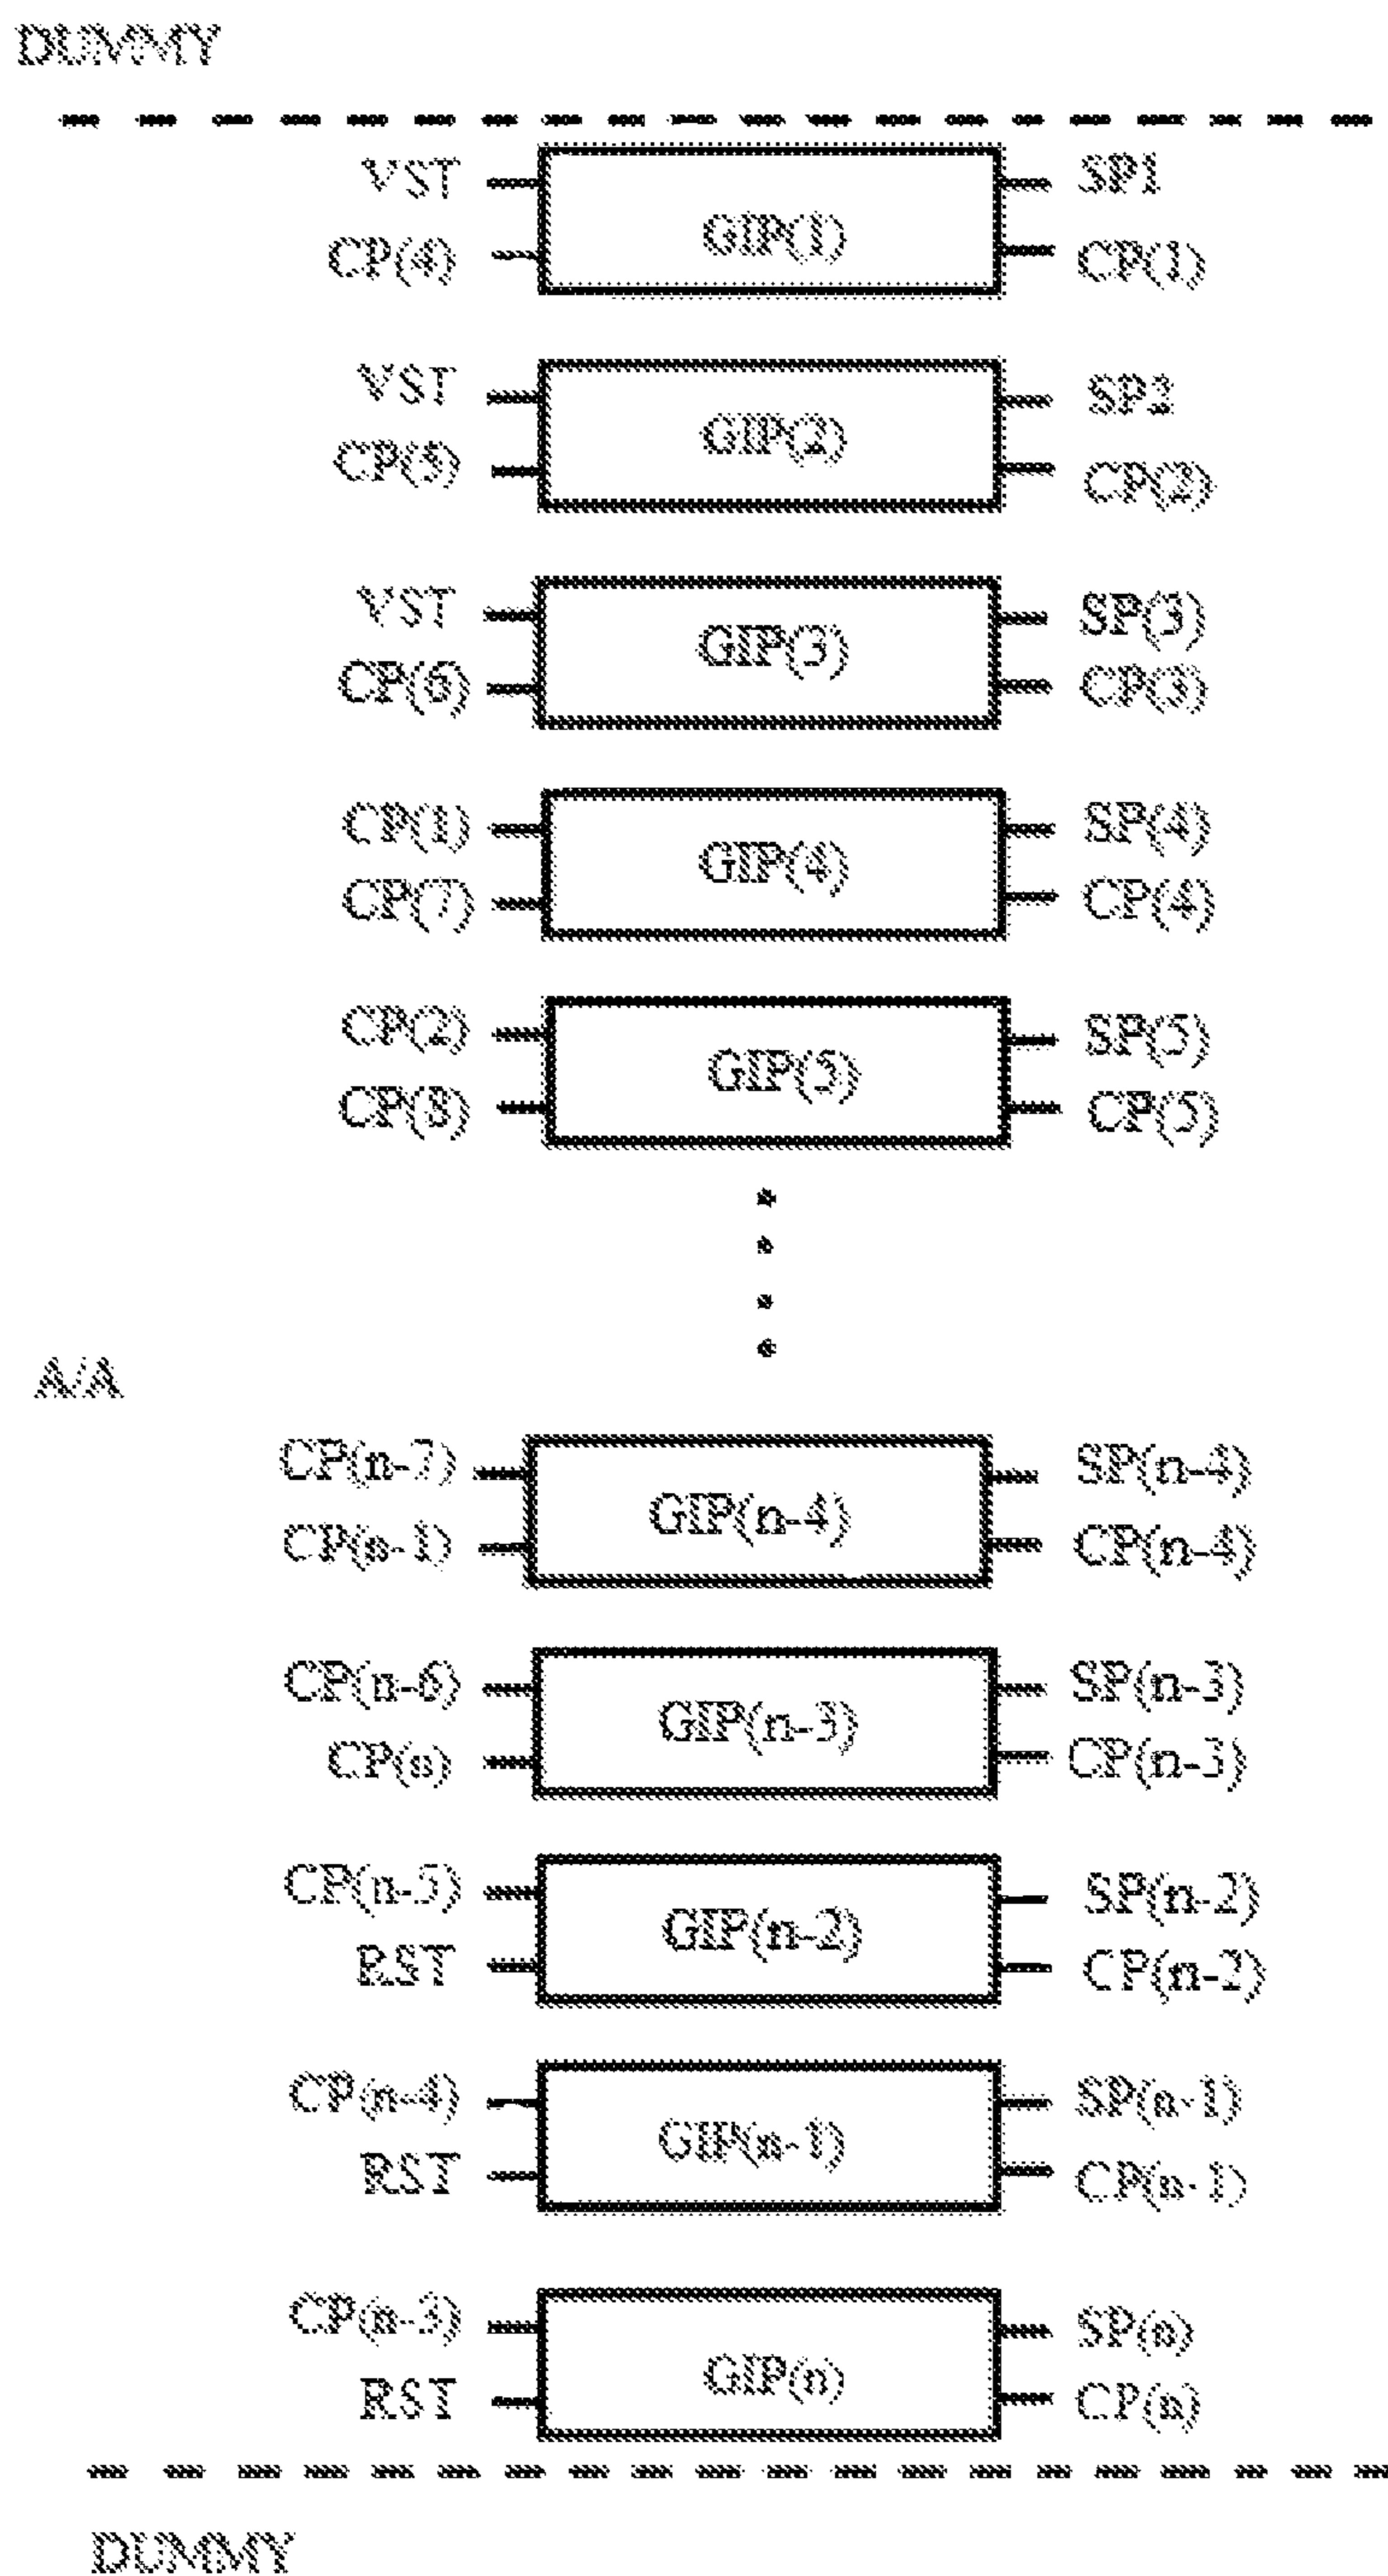 DUMMY
VST SP1
GIP(1)
CP(4) CP(1)
VST SP2
GIP(2)
CP(5) CP(2)
VST SP(3)
GIP(3)
CP(6) CP(3)
CP(1) SP(4)
GIP(4)
CP(7) CP(4)
CP(2) SP(5)
GIP(5)
CP(8) CP(5)
A/A
CP(n-7) SP(n-4)
GIP(n-4)
CP(n-1) CP(n-4)
CP(n-6) SP(n-3)
GIP(n-3)
CP(n) CP(n-3)
CP(n-5) SP(n-2)
GIP(n-2)
RST CP(n-2)
CP(n-4) SP(n-1)
GIP(n-1)
RST CP(n-1)
CP(n-3) SP(n)
GIP(n)
RST CP(n)
DUMMY